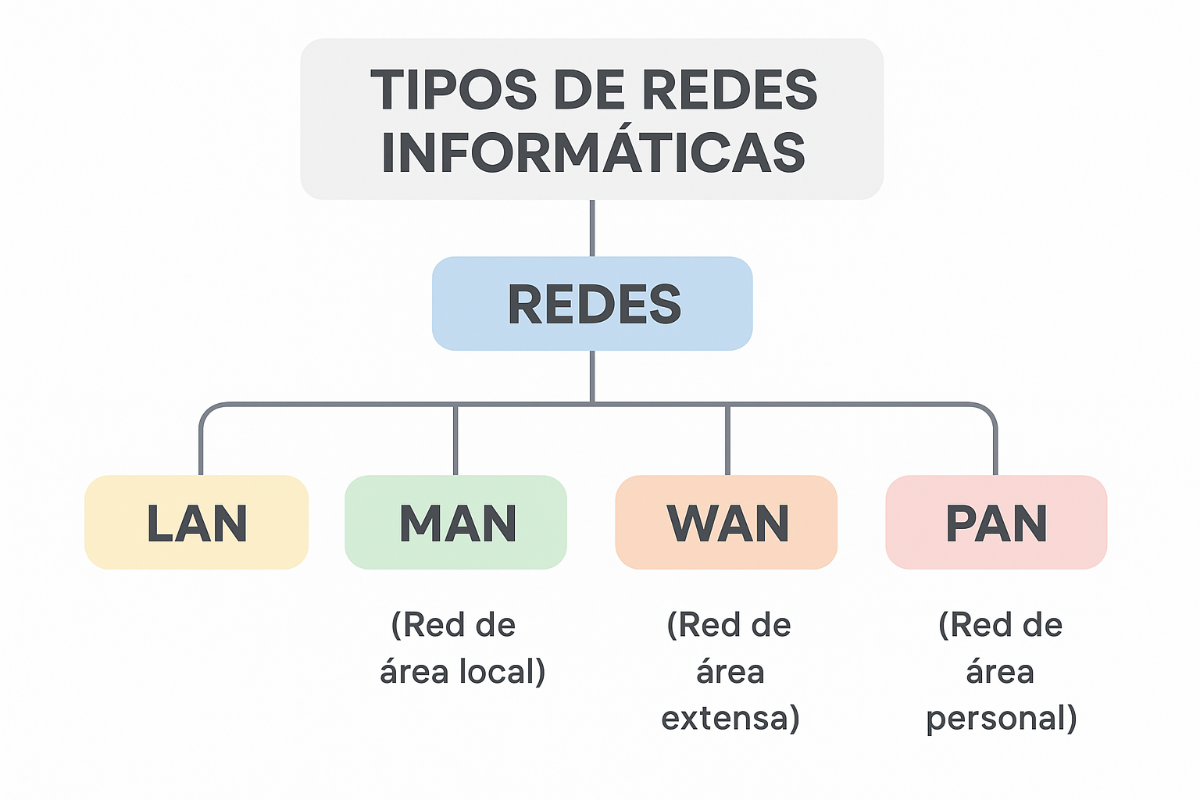 TIPOS DE REDES
INFORMÁTICAS
REDES
LAN
MAN
WAN
PAN
(Red de
área local)
(Red de
área
extensa)
(Red de
área
personal)